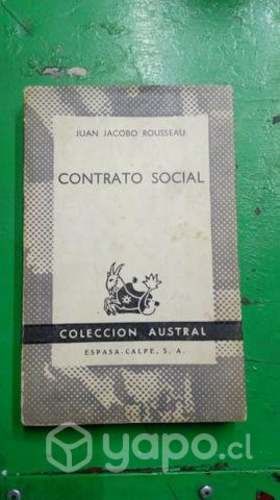 JUAN JACOBO ROUSSEAU
CONTRATO SOCIAL
COLECCION AUSTRAL
ESPASA-CALPE, S. A.
yapo.cl